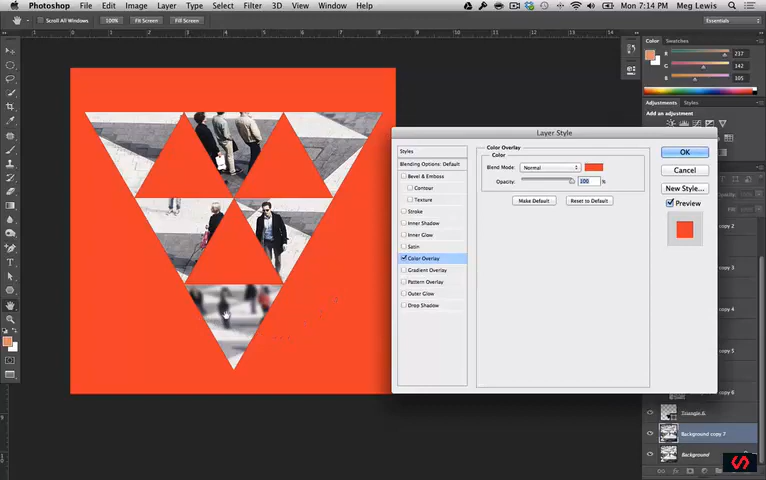 Photoshop File Edit Image Layer Type Select Filter 3D View Window Help
Mon 7:14 PM Meg Lewis
Scroll All Windows 100% Fit Screen Fill Screen
Essentials
Color Swatches
R 237
G 142
B 105
Adjustments Styles
Add an adjustment
Layer Style
Styles
Blending Options: Default
Bevel & Emboss
Contour
Texture
Stroke
Inner Shadow
Inner Glow
Satin
Color Overlay
Gradient Overlay
Pattern Overlay
Outer Glow
Drop Shadow
Color Overlay
Color
Blend Mode: Normal
Opacity: 100 %
Make Default Reset to Default
OK
Cancel
New Style...
Preview
copy 2
copy 3
copy 4
copy 5
copy 6
Triangle 6
Background copy 7
Background